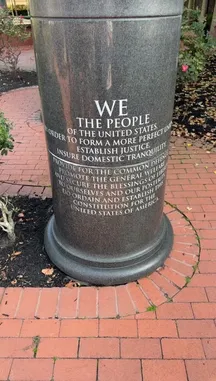 WE
THE PEOPLE
OF THE UNITED STATES,
ORDER TO FORM A MORE PERFECT
ESTABLISH JUSTICE,
INSURE DOMESTIC TRANQUILITY
FOR THE COMMON
PROMOTE THE GENERAL
SECURE THE BLESSINGS OF
OURSELVES AND OUR
ORDAIN AND ESTABLISH
CONSTITUTION FOR THE
UNITED STATES OF AMERICA.